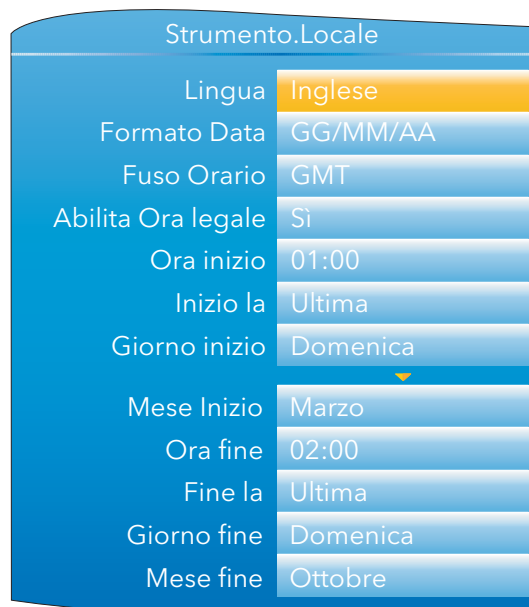 Strumento.Locale
Lingua Inglese
Formato Data GG/MM/AA
Fuso Orario GMT
Abilita Ora legale Sì
Ora inizio 01:00
Inizio la Ultima
Giorno inizio Domenica
Mese Inizio Marzo
Ora fine 02:00
Fine la Ultima
Giorno fine Domenica
Mese fine Ottobre